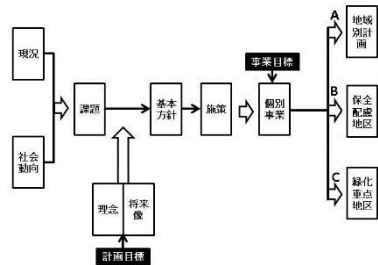 現況
社会
動向
課題
基本
方針
施策
事業目標
個別
事業
理念
将来
像
計画目標
A
地域
別計
画
B
保全
配慮
地区
C
緑化
重点
地区